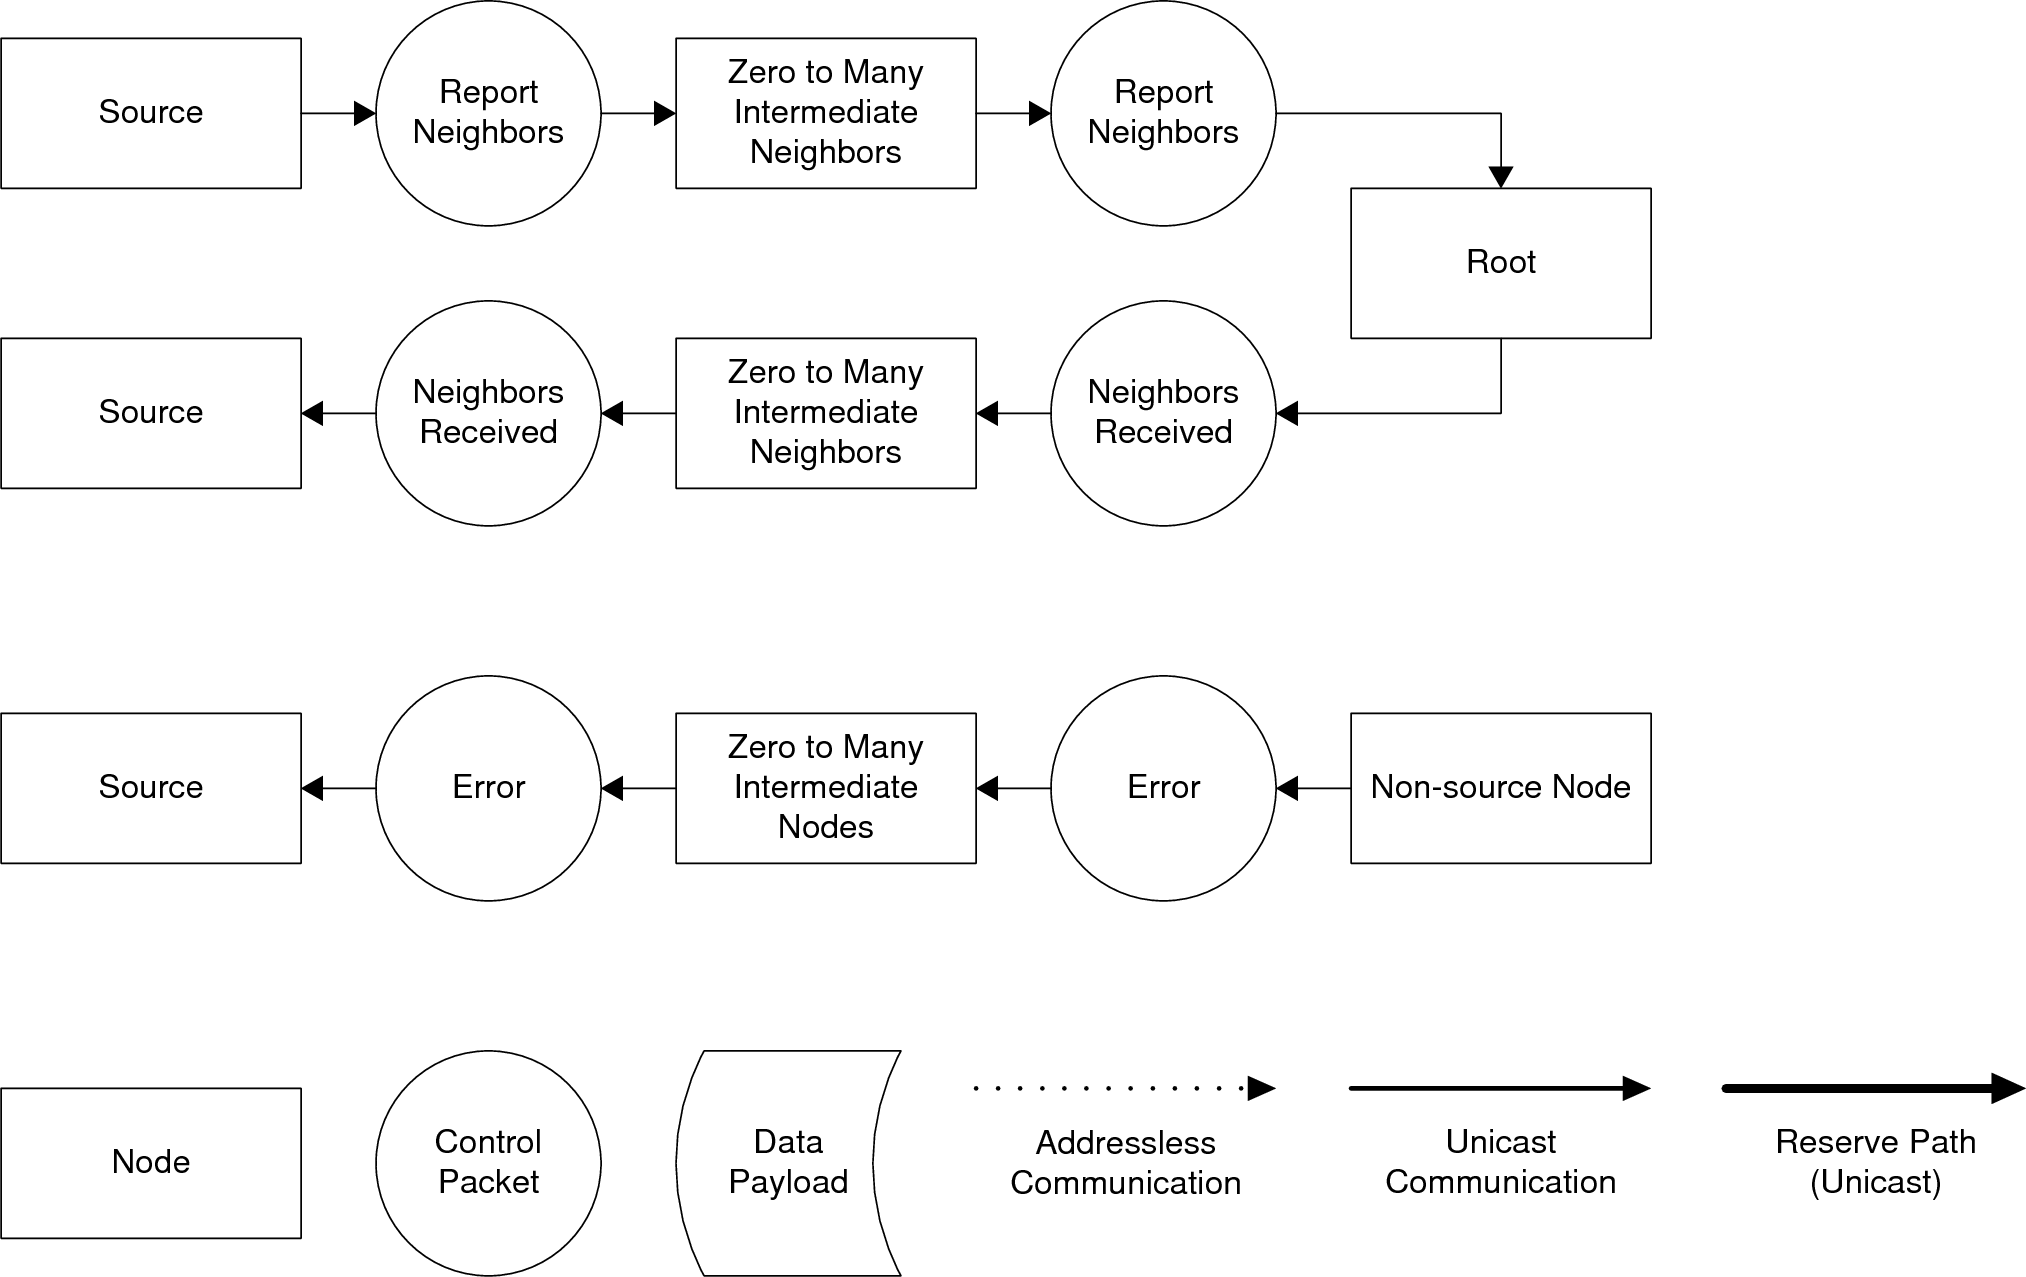 Source
Report
Neighbors
Zero to Many
Intermediate
Neighbors
Report
Neighbors
Root
Source
Neighbors
Received
Zero to Many
Intermediate
Neighbors
Neighbors
Received
Source
Error
Zero to Many
Intermediate
Nodes
Error
Non-source Node
Node
Control
Packet
Data
Payload
Addressless
Communication
Unicast
Communication
Reserve Path
(Unicast)